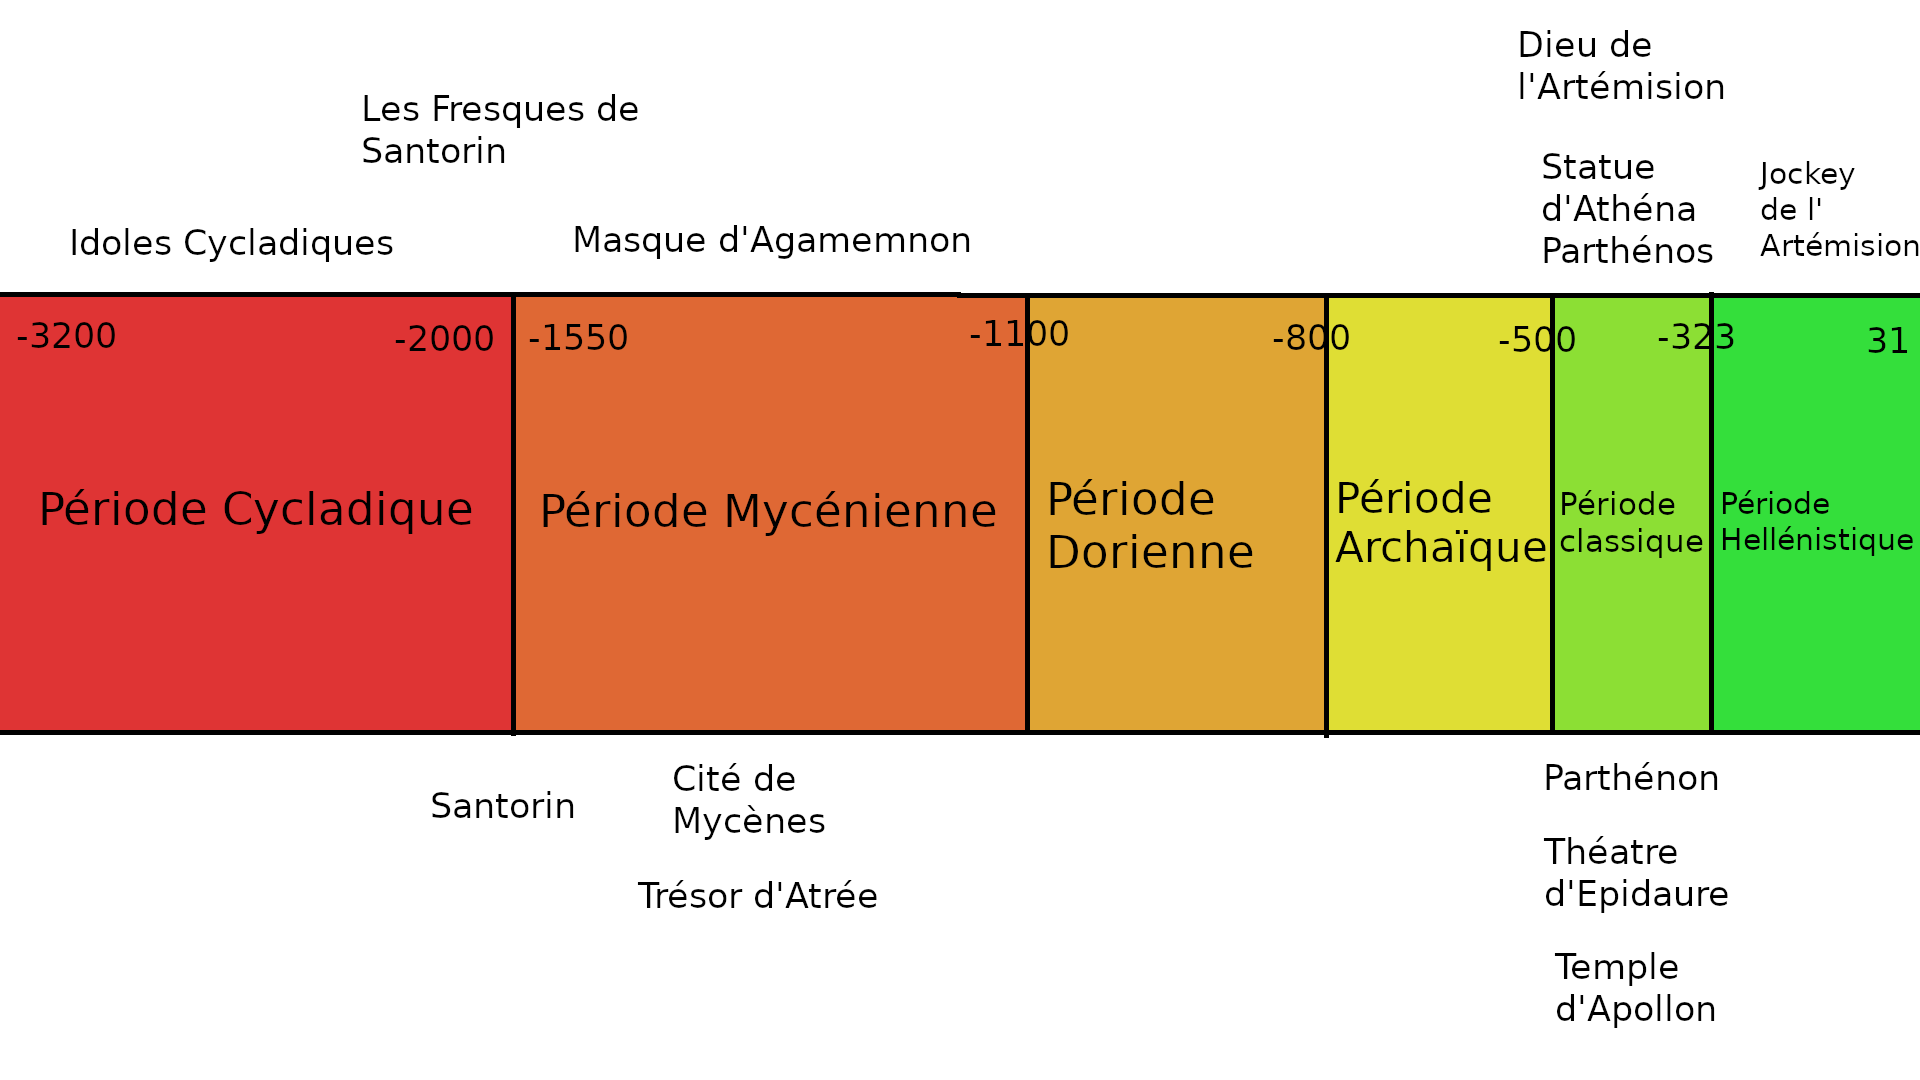 Dieu de
l'Artémision
Les Fresques de
Santorin
Statue
d'Athéna
Parthénos
Jockey
de l'
Artémision
Idoles Cycladiques
Masque d'Agamemnon
-3200
-2000
-1550
-1100
-800
-500
-323
31
Période Cycladique
Période Mycénienne
Période
Dorienne
Période
Archaïque
Période
classique
Période
Hellénistique
Santorin
Cité de
Mycènes
Trésor d'Atrée
Parthénon
Théatre
d'Epidaure
Temple
d'Apollon